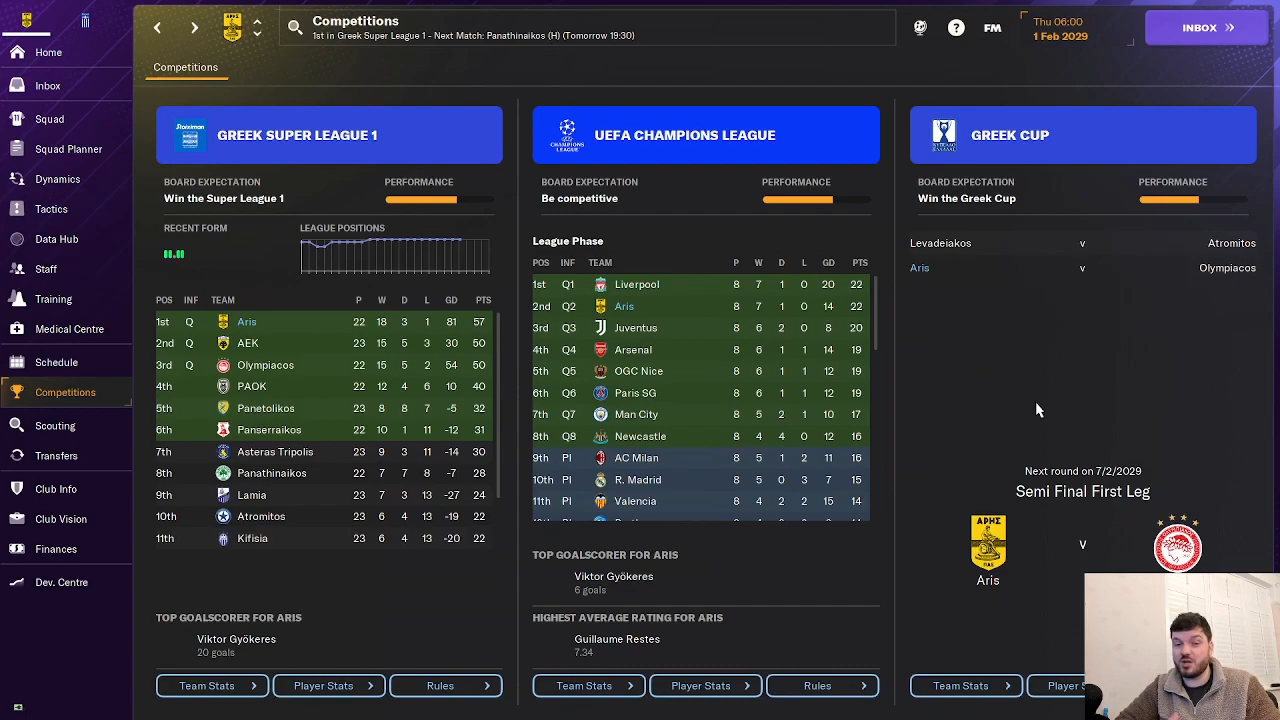 Competitions
1st in Greek Super League 1 - Next Match: Panathinaikos (H) (Tomorrow 19:30)
FM
Thu 06:00
1 Feb 2029
INBOX
Home
Inbox
Squad
Squad Planner
Dynamics
Tactics
Data Hub
Staff
Training
Medical Centre
Schedule
Competitions
Scouting
Transfers
Club Info
Club Vision
Finances
Dev. Centre
Competitions
GREEK SUPER LEAGUE 1
BOARD EXPECTATION PERFORMANCE
Win the Super League 1
RECENT FORM LEAGUE POSITIONS
POS INF TEAM P W D L GD PTS
1st Q Aris 22 18 3 1 81 57
2nd Q AEK 23 15 5 3 30 50
3rd Q Olympiacos 22 15 5 2 54 50
4th PAOK 22 12 4 6 10 40
5th Panetolikos 23 8 8 7 -5 32
6th Panserraikos 22 10 1 11 -12 31
7th Asteras Tripolis 23 9 3 11 -14 30
8th Panathinaikos 23 7 7 8 -7 28
9th Lamia 23 7 3 13 -27 24
10th Atromitos 23 6 4 13 -19 22
11th Kifisia 23 6 4 13 -20 22
TOP GOALSCORER FOR ARIS
Viktor Gyökeres
20 goals
Team Stats
Player Stats
Rules
UEFA CHAMPIONS LEAGUE
BOARD EXPECTATION PERFORMANCE
Be competitive
League Phase
POS INF TEAM P W D L GD PTS
1st Q1 Liverpool 8 7 1 0 20 22
2nd Q2 Aris 8 7 1 0 14 22
3rd Q3 Juventus 8 6 2 0 8 20
4th Q4 Arsenal 8 6 1 1 14 19
5th Q5 OGC Nice 8 6 1 1 12 19
6th Q6 Paris SG 8 6 1 1 12 19
7th Q7 Man City 8 5 2 1 10 17
8th Q8 Newcastle 8 4 4 0 12 16
9th Pl AC Milan 8 5 1 2 11 16
10th Pl R. Madrid 8 5 0 3 7 15
11th Pl Valencia 8 4 2 2 15 14
TOP GOALSCORER FOR ARIS
Viktor Gyökeres
6 goals
HIGHEST AVERAGE RATING FOR ARIS
Guillaume Restes
7.34
Team Stats
Player Stats
Rules
GREEK CUP
BOARD EXPECTATION PERFORMANCE
Win the Greek Cup
Levadeiakos v Atromitos
Aris v Olympiacos
Next round on 7/2/2029
Semi Final First Leg
ΑΡΗΣ
v
Aris
Team Stats